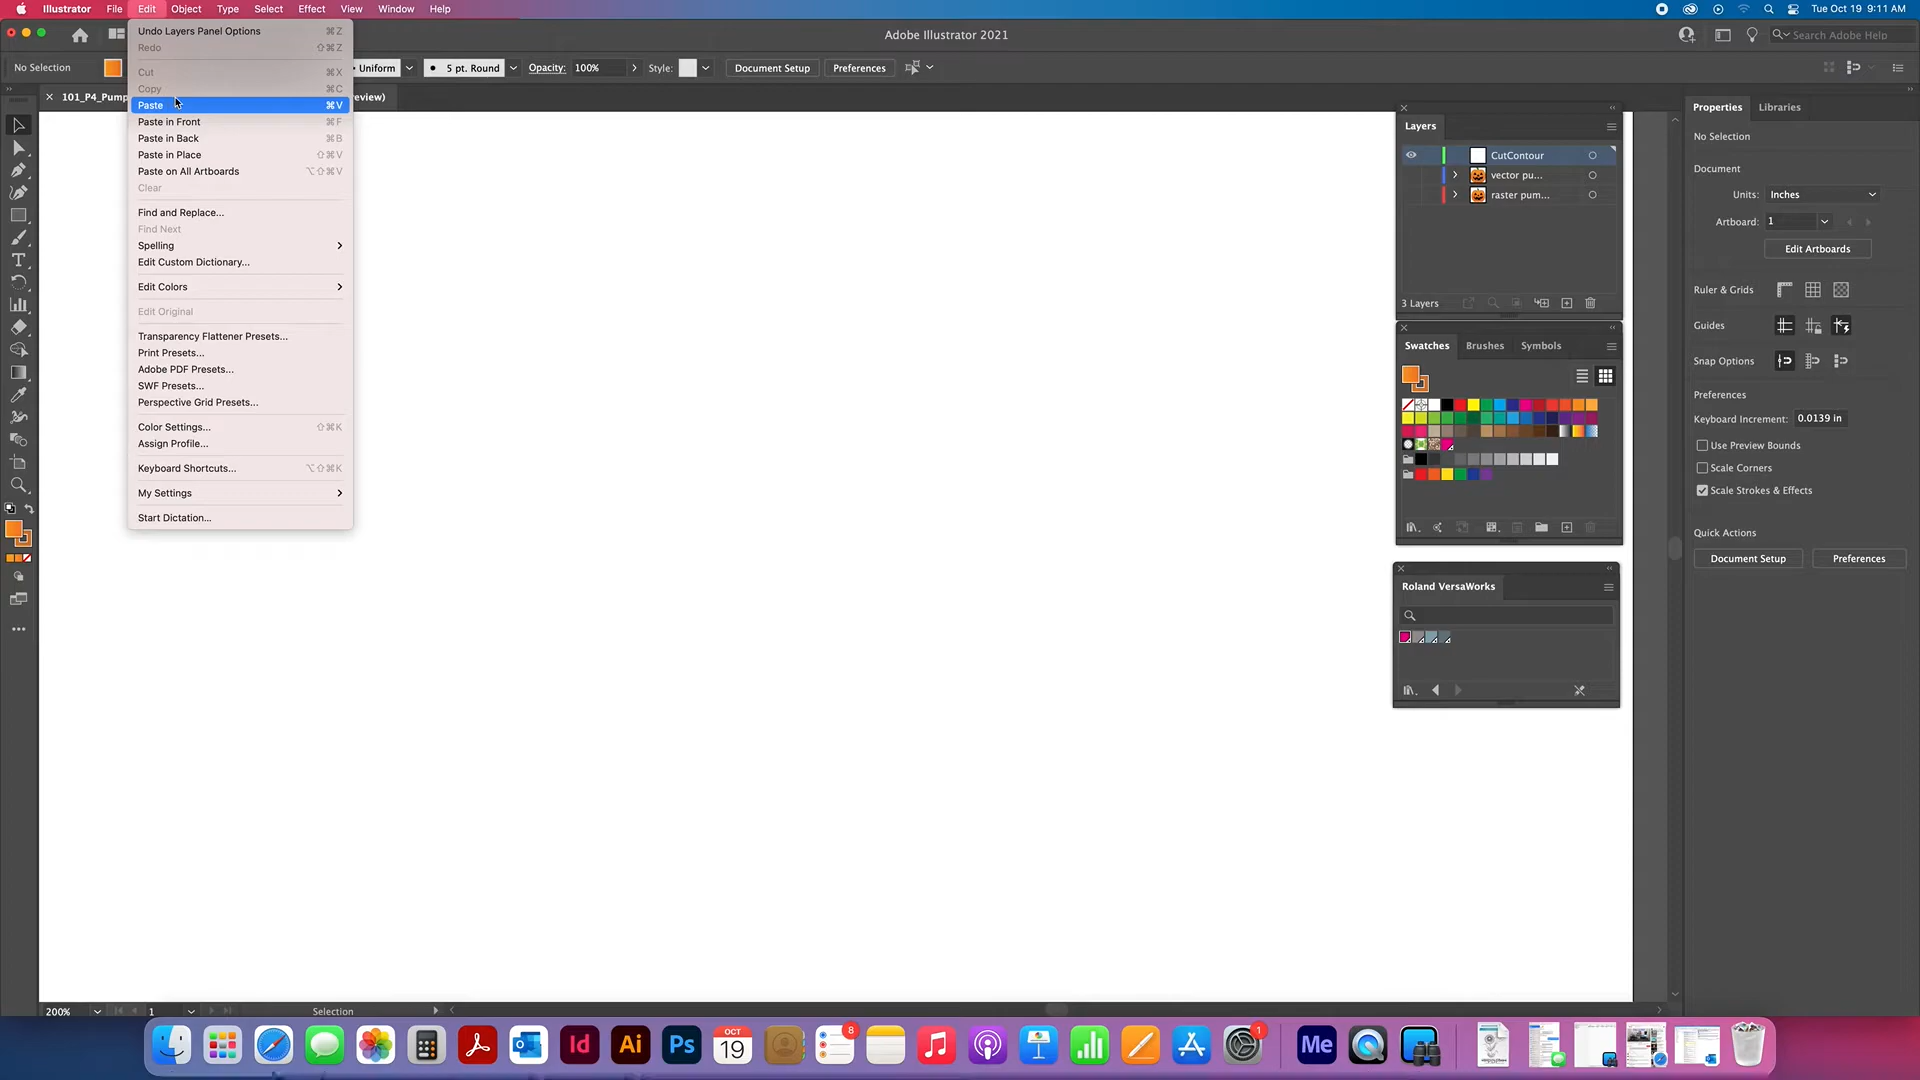 Illustrator File Edit Object Type Select Effect View Window Help Tue Oct 19 9:11 AM
Adobe Illustrator 2021 Search Adobe Help
No Selection Uniform 5 pt. Round Opacity: 100% Style: Document Setup Preferences
101_P4_Pump review)
Undo Layers Panel Options ⌘Z
Redo ⇧⌘Z
Cut ⌘X
Copy ⌘C
Paste ⌘V
Paste in Front ⌘F
Paste in Back ⌘B
Paste in Place ⇧⌘V
Paste on All Artboards ⌥⇧⌘V
Clear
Find and Replace...
Find Next
Spelling
Edit Custom Dictionary...
Edit Colors
Edit Original
Transparency Flattener Presets...
Print Presets...
Adobe PDF Presets...
SWF Presets...
Perspective Grid Presets...
Color Settings... ⇧⌘K
Assign Profile...
Keyboard Shortcuts... ⌥⇧⌘K
My Settings
Start Dictation...
Layers
CutContour
vector pu...
raster pum...
3 Layers
Swatches Brushes Symbols
Roland VersaWorks
Properties Libraries
No Selection
Document
Units: Inches
Artboard: 1
Edit Artboards
Ruler & Grids
Guides
Snap Options
Preferences
Keyboard Increment: 0.0139 in
Use Preview Bounds
Scale Corners
Scale Strokes & Effects
Quick Actions
Document Setup Preferences
200% 1 Selection
Id Ai Ps OCT 19 8 1 Me